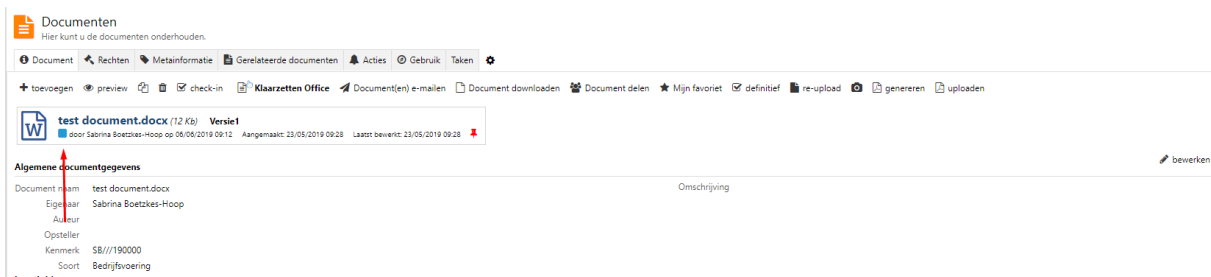 Documenten
Hier kunt u de documenten onderhouden.
Document Rechten Metainformatie Gerelateerde documenten Acties Gebruik Taken
toevoegen preview check-in Klaarzetten Office Document(en) e-mailen Document downloaden Document delen Mijn favoriet definitief re-upload genereren uploaden
W test document.docx (12 Kb) Versie1
door Sabrina Boetzkes-Hoop op 06/06/2019 09:12 Aangemaakt: 23/05/2019 09:28 Laatst bewerkt: 23/05/2019 09:28
bewerken
Algemene documentgegevens
Document naam test document.docx Omschrijving
Eigenaar Sabrina Boetzkes-Hoop
Auteur
Opsteller
Kenmerk SB///190000
Soort Bedrijfsvoering